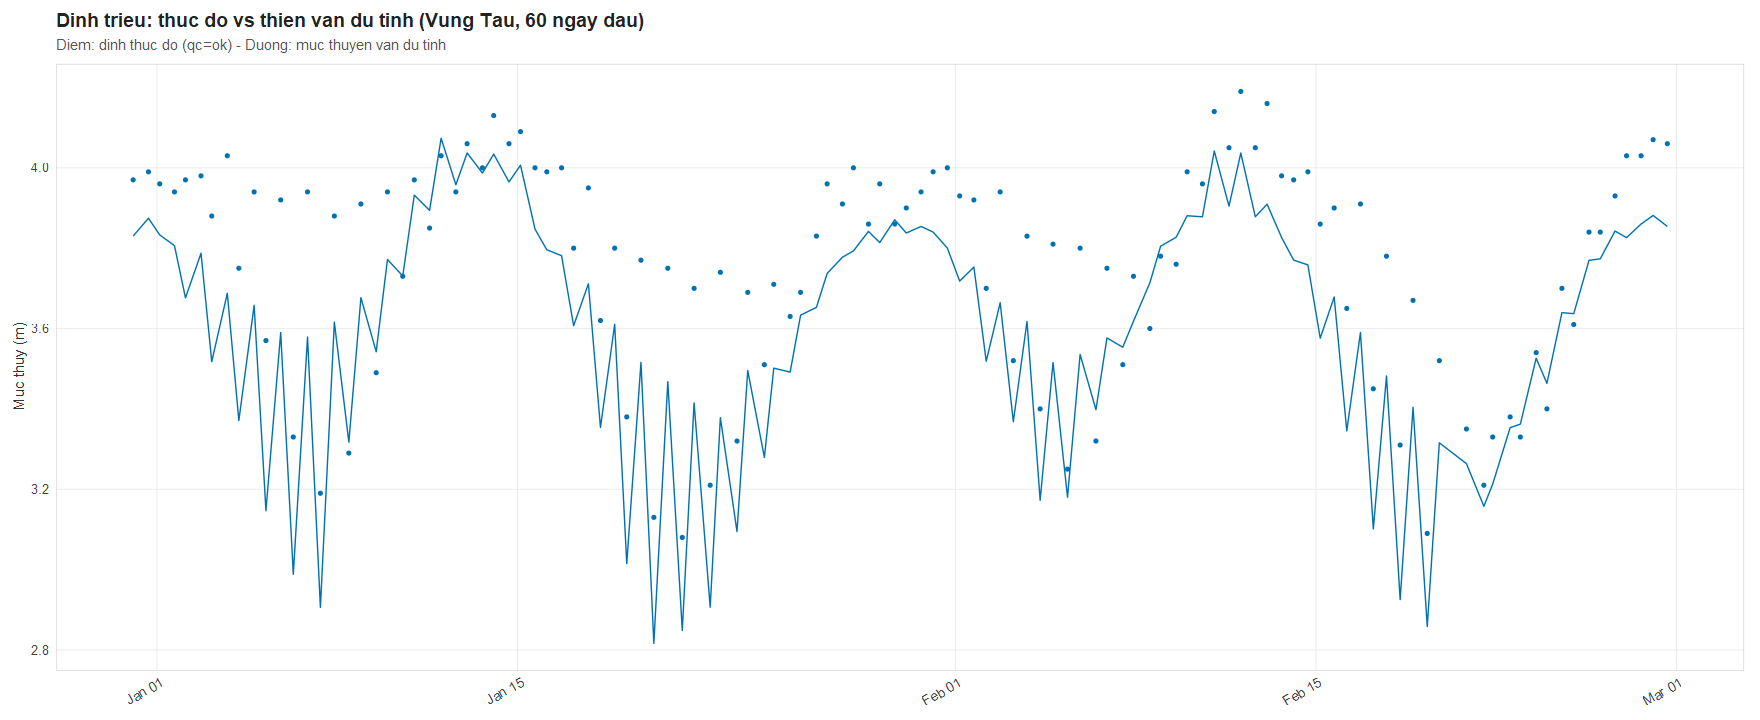 Dinh trieu: thuc do vs thien van du tinh (Vung Tau, 60 ngay dau)
Diem: dinh thuc do (qc=ok) - Duong: muc thuyen van du tinh
Muc thuy (m)
4.0
3.6
3.2
2.8
Jan 01
Jan 15
Feb 01
Feb 15
Mar 01